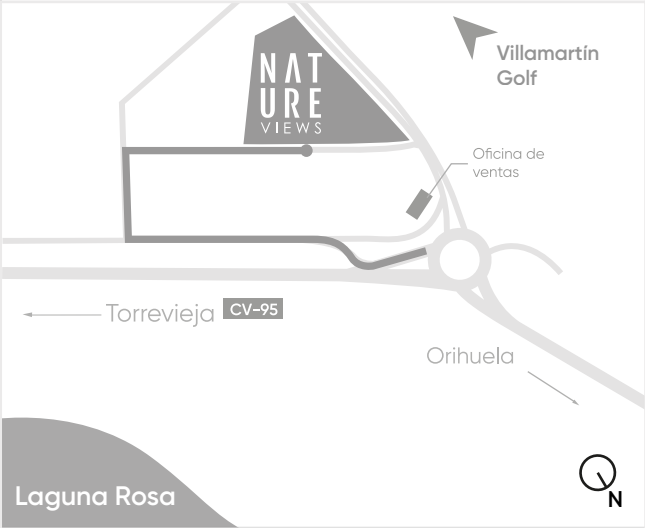 NAT
URE
VIEWS
Villamartín
Golf
Oficina de
ventas
Torrevieja CV-95
Orihuela
Laguna Rosa
N